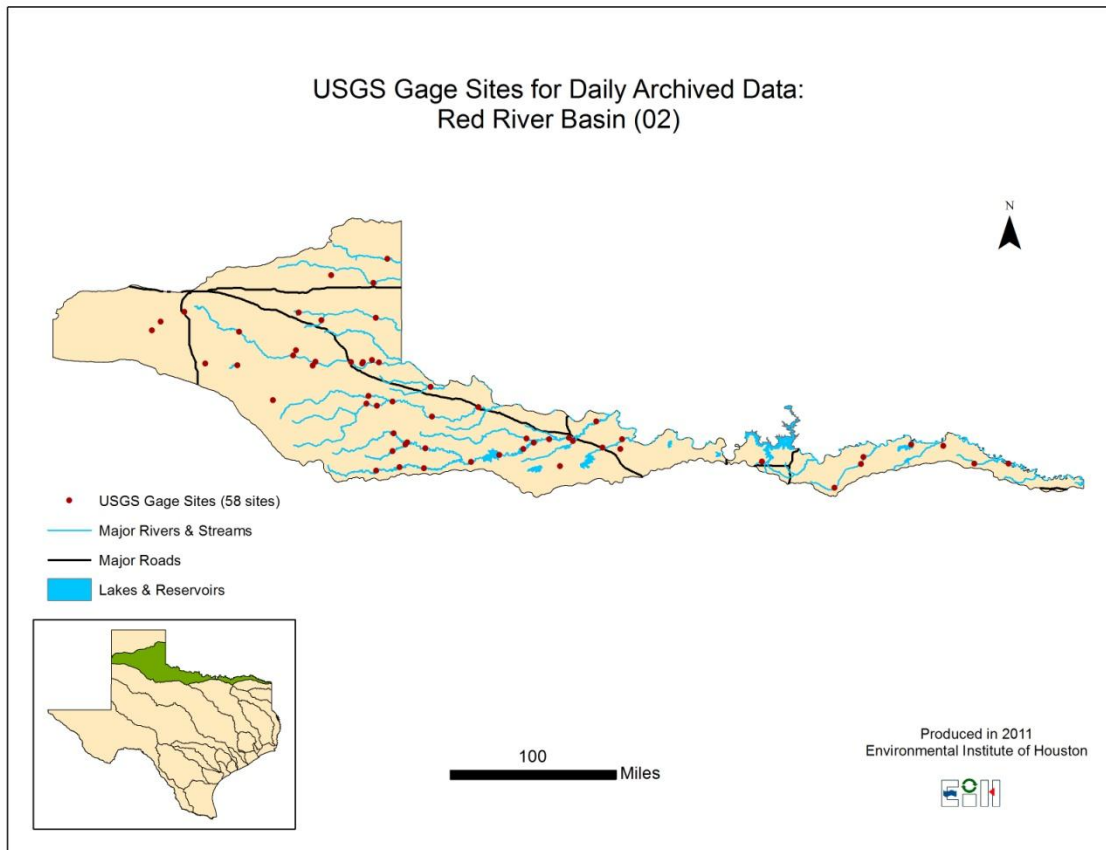 USGS Gage Sites for Daily Archived Data:
Red River Basin (02)
N
USGS Gage Sites (58 sites)
Major Rivers & Streams
Major Roads
Lakes & Reservoirs
100
Miles
Produced in 2011
Environmental Institute of Houston
EIH